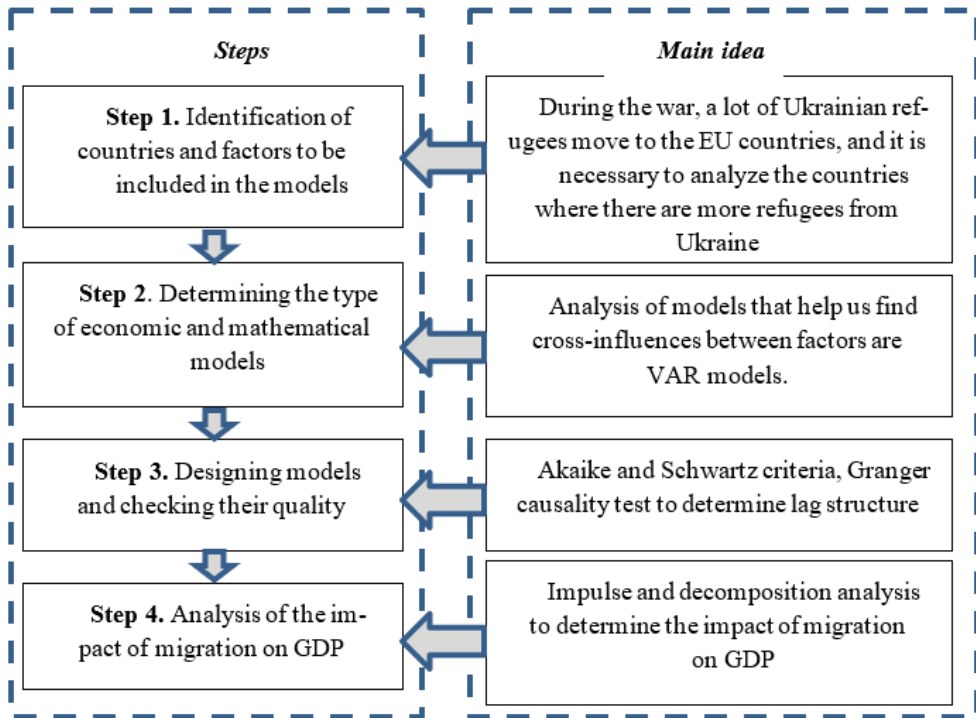 Steps
Step 1. Identification of
countries and factors to be
included in the models
Step 2. Determining the type
of economic and mathematical
models
Step 3. Designing models
and checking their quality
Step 4. Analysis of the im-
pact of migration on GDP
Main idea
During the war, a lot of Ukrainian ref-
ugees move to the EU countries, and it is
necessary to analyze the countries
where there are more refugees from
Ukraine
Analysis of models that help us find
cross-influences between factors are
VAR models.
Akaike and Schwartz criteria, Granger
causality test to determine lag structure
Impulse and decomposition analysis
to determine the impact of migration
on GDP